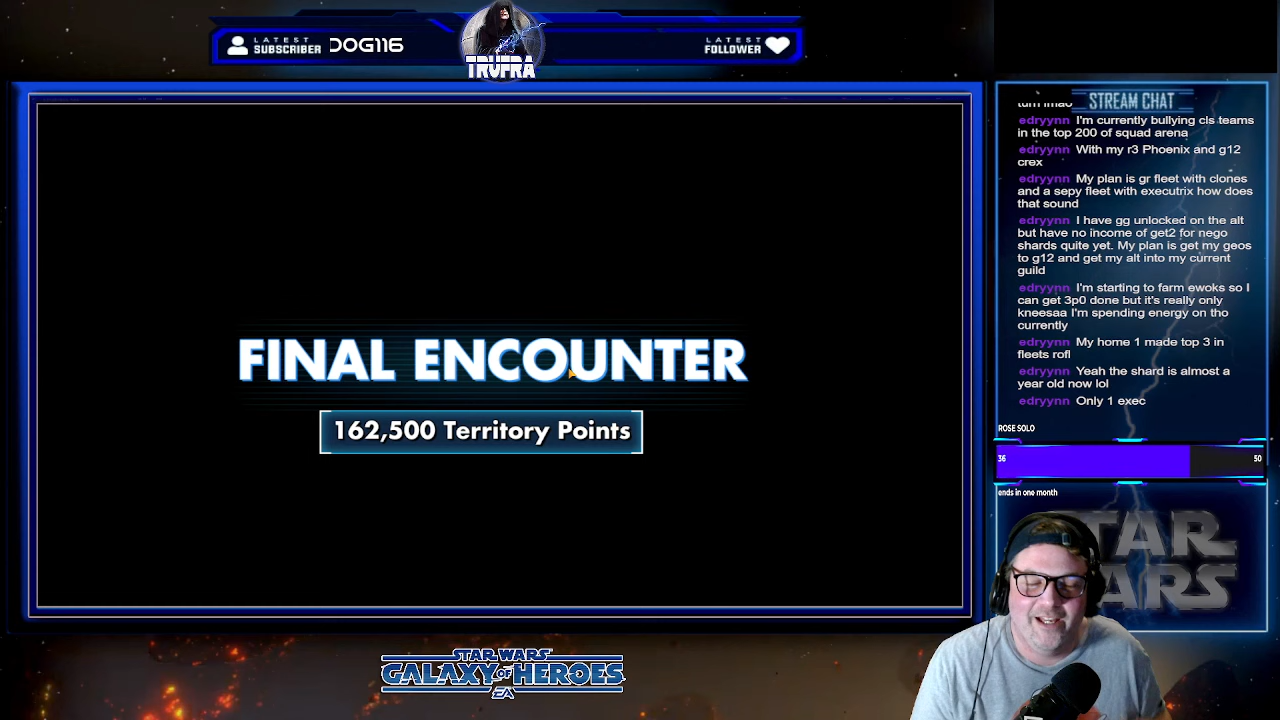 LATEST
SUBSCRIBER
DOG116
TRUFRA
LATEST
FOLLOWER
STREAM CHAT
turn lmao
edryynn I'm currently bullying cls teams
in the top 200 of squad arena
edryynn With my r3 Phoenix and g12
crex
edryynn My plan is gr fleet with clones
and a sepy fleet with executrix how does
that sound
edryynn I have gg unlocked on the alt
but have no income of get2 for nego
shards quite yet. My plan is get my geos
to g12 and get my alt into my current
guild
edryynn I'm starting to farm ewoks so I
can get 3p0 done but it's really only
kneesaa I'm spending energy on tho
currently
edryynn My home 1 made top 3 in
fleets rofl
edryynn Yeah the shard is almost a
year old now lol
edryynn Only 1 exec
FINAL ENCOUNTER
162,500 Territory Points
ROSE SOLO
36
50
ends in one month
STAR
WARS
STAR WARS
GALAXY OF HEROES
EA